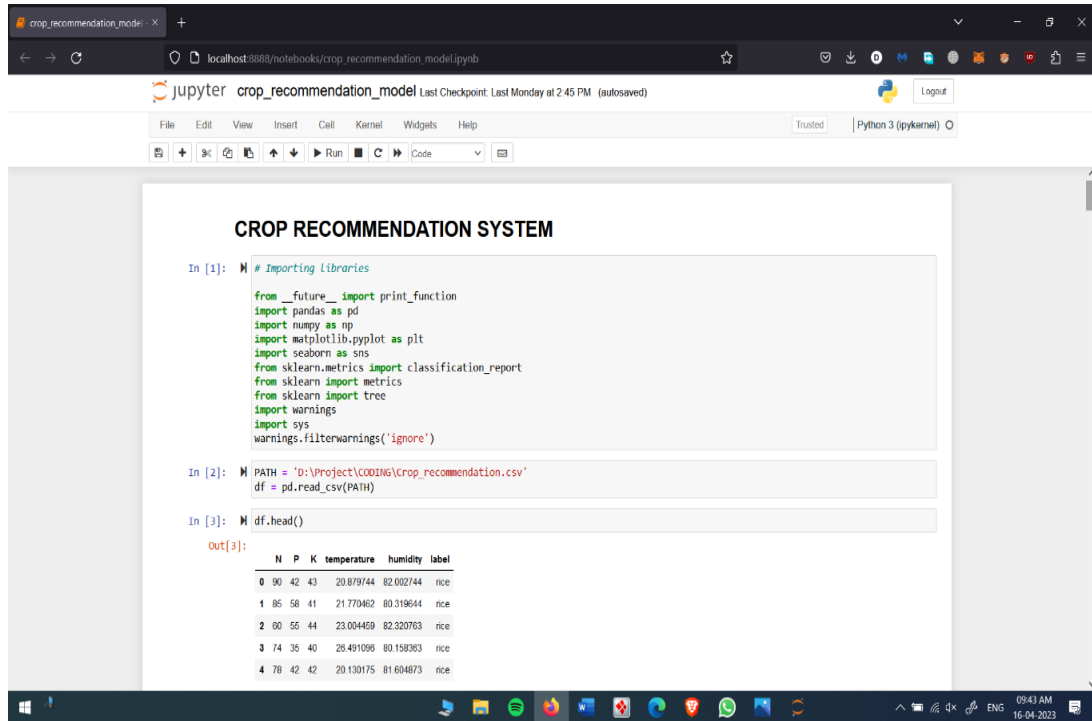 crop_recommendation_model -
localhost:8888/notebooks/crop_recommendation_model.ipynb
jupyter crop_recommendation_model Last Checkpoint: Last Monday at 2:45 PM (autosaved)
Logout
File Edit View Insert Cell Kernel Widgets Help
Trusted Python 3 (ipykernel)
Run Code
CROP RECOMMENDATION SYSTEM
In [1]: # Importing libraries
from __future__ import print_function
import pandas as pd
import numpy as np
import matplotlib.pyplot as plt
import seaborn as sns
from sklearn.metrics import classification_report
from sklearn import metrics
from sklearn import tree
import warnings
import sys
warnings.filterwarnings('ignore')
In [2]: PATH = 'D:\Project\CODING\Crop_recommendation.csv'
df = pd.read_csv(PATH)
In [3]: df.head()
Out[3]:
N P K temperature humidity label
0 90 42 43 20.879744 82.002744 rice
1 85 58 41 21.770462 80.319644 rice
2 60 55 44 23.004459 82.320763 rice
3 74 35 40 26.491096 80.158363 rice
4 78 42 42 20.130175 81.604873 rice
ENG
09:43 AM
16-04-2023